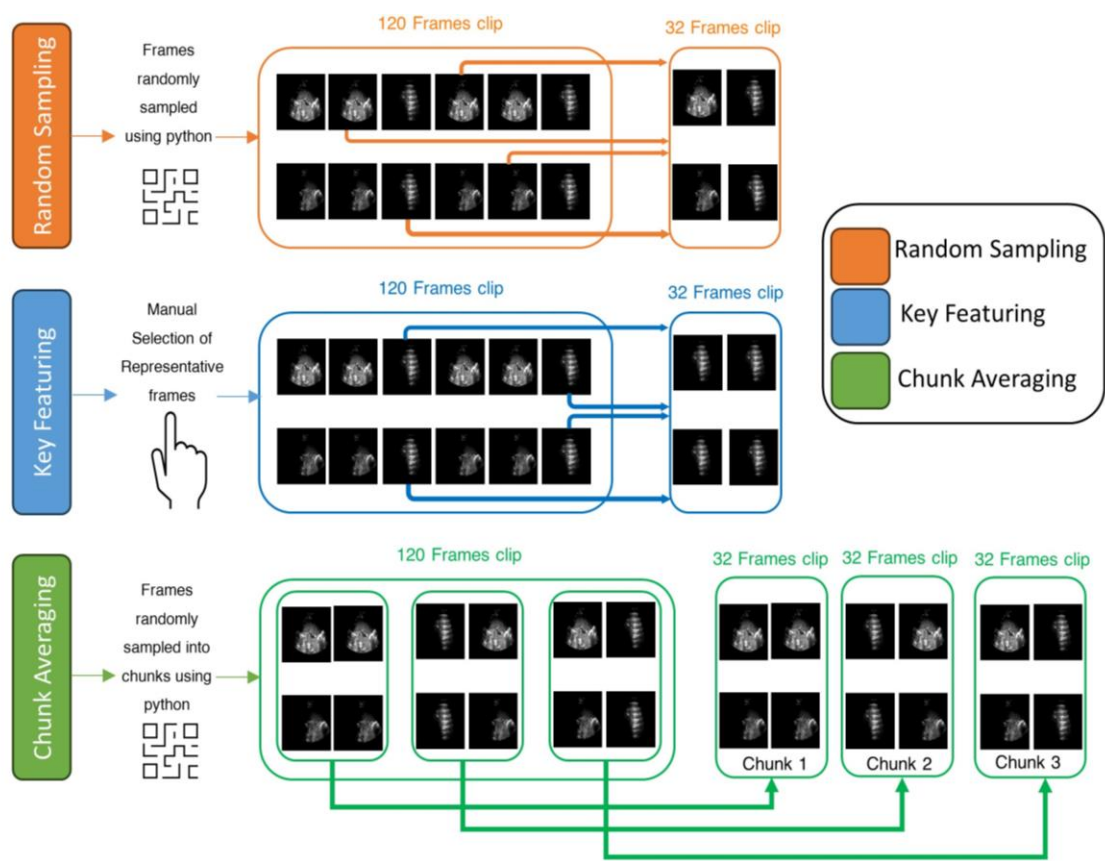 Random Sampling
Frames
randomly
sampled
using python
120 Frames clip
32 Frames clip
Key Featuring
Manual
Selection of
Representative
frames
120 Frames clip
32 Frames clip
Random Sampling
Key Featuring
Chunk Averaging
Chunk Averaging
Frames
randomly
sampled into
chunks using
python
120 Frames clip
32 Frames clip
32 Frames clip
32 Frames clip
Chunk 1
Chunk 2
Chunk 3